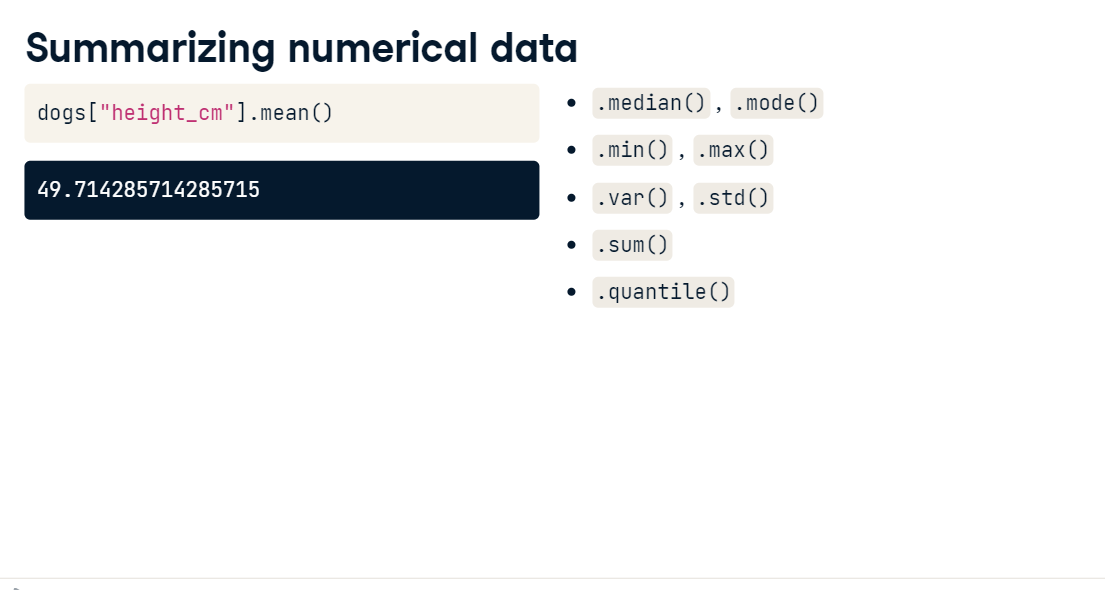 Summarizing numerical data
dogs["height_cm"].mean()
49.714285714285715
• .median() , .mode()
• .min() , .max()
• .var() , .std()
• .sum()
• .quantile()